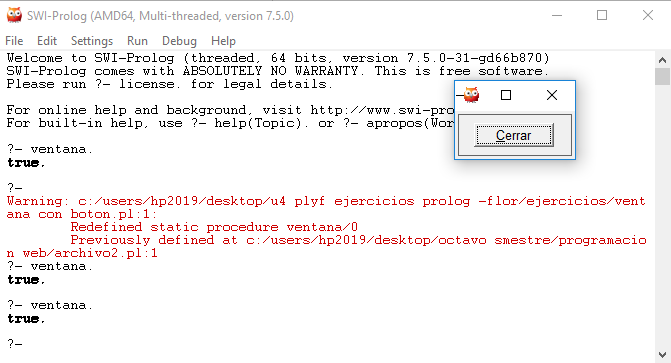 SWI-Prolog (AMD64, Multi-threaded, version 7.5.0)
File Edit Settings Run Debug Help
Welcome to SWI-Prolog (threaded, 64 bits, version 7.5.0-31-gd66b870)
SWI-Prolog comes with ABSOLUTELY NO WARRANTY. This is free software.
Please run ?- license. for legal details.
For online help and background, visit http://www.swi-pro
For built-in help, use ?- help(Topic). or ?- apropos(Wor
Cerrar
?- ventana.
true.
?-
Warning: c:/users/hp2019/desktop/u4 plyf ejercicios prolog -flor/ejercicios/vent
ana con boton.pl:1:
Redefined static procedure ventana/0
Previously defined at c:/users/hp2019/desktop/octavo smestre/programacio
n web/archivo2.pl:1
?- ventana.
true.
?- ventana.
true.
?-